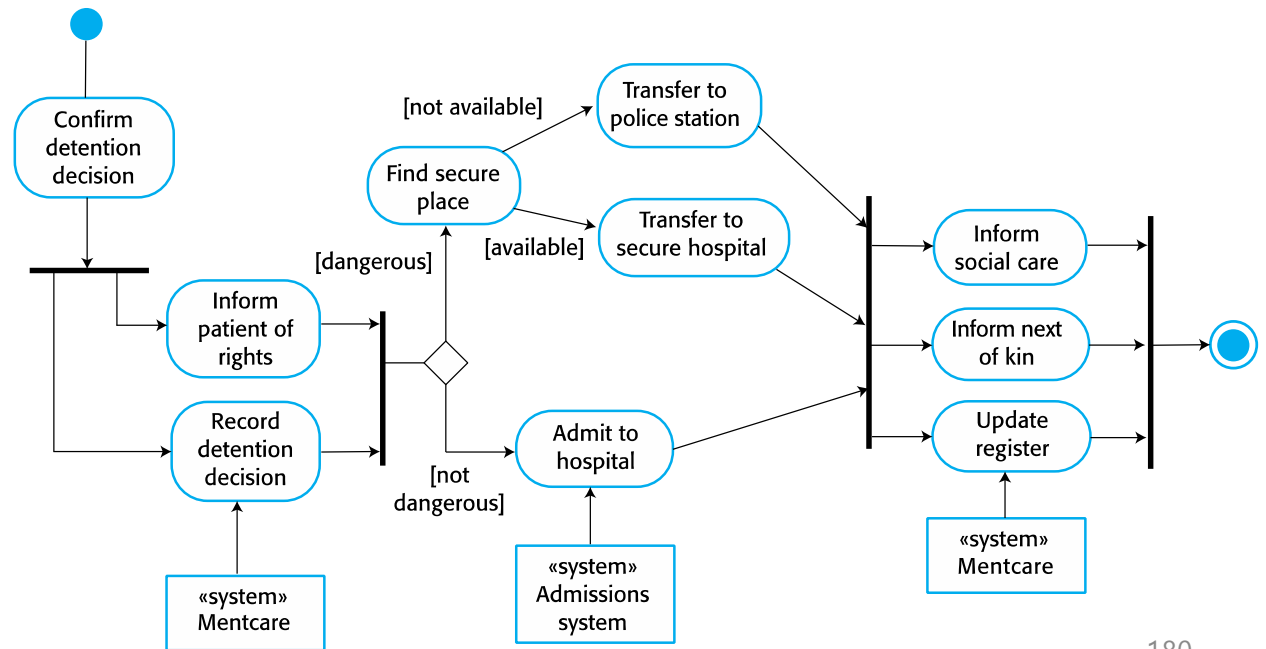 Confirm
detention
decision
Inform
patient of
rights
Record
detention
decision
«system»
Mentcare
[dangerous]
[not
dangerous]
Find secure
place
[not available]
[available]
Transfer to
police station
Transfer to
secure hospital
Admit to
hospital
«system»
Admissions
system
Inform
social care
Inform next
of kin
Update
register
«system»
Mentcare
180